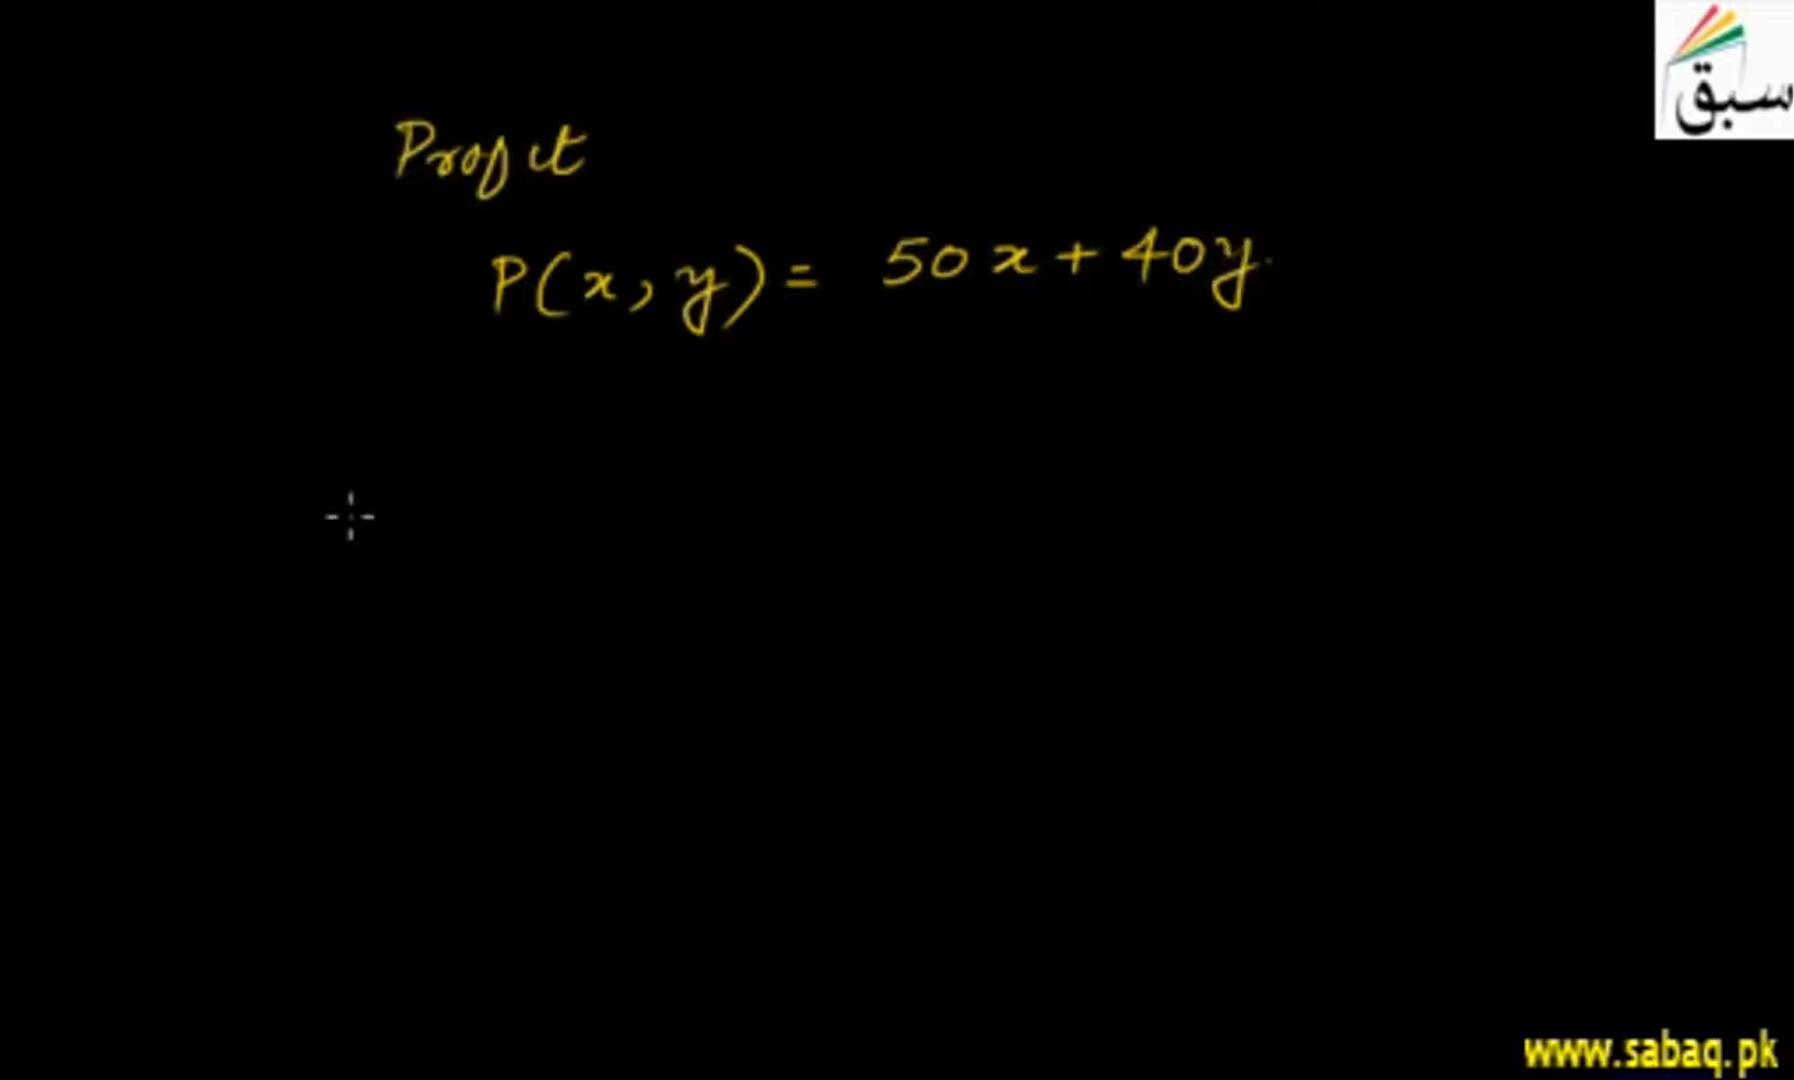 سبق
Profit
P(x, y) = 50x + 40y.
www.sabaq.pk